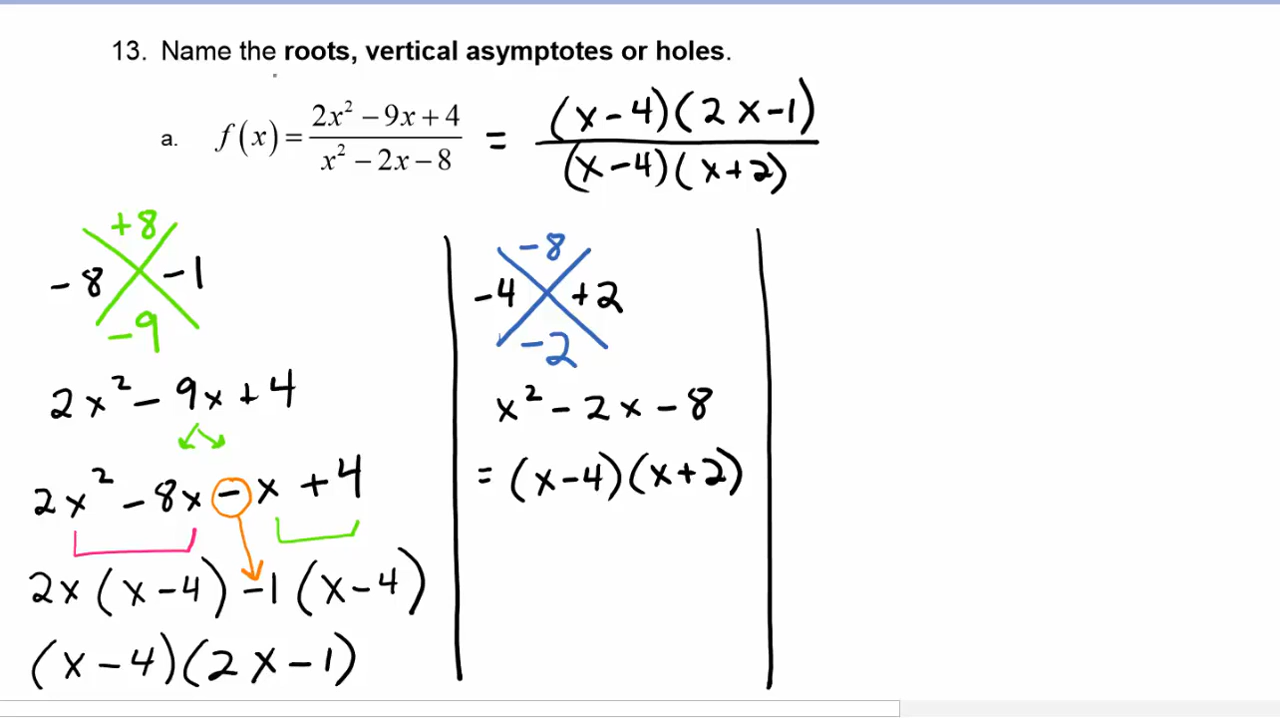 13. Name the roots, vertical asymptotes or holes.
a. f(x) = (2x² − 9x + 4)/(x² − 2x − 8) = (x−4)(2x−1)/(x−4)(x+2)
+8
−8 −1
−9
2x² − 9x + 4
2x² − 8x − x + 4
2x(x−4) −1(x−4)
(x−4)(2x−1)
−8
−4 +2
−2
x² − 2x − 8
= (x−4)(x+2)